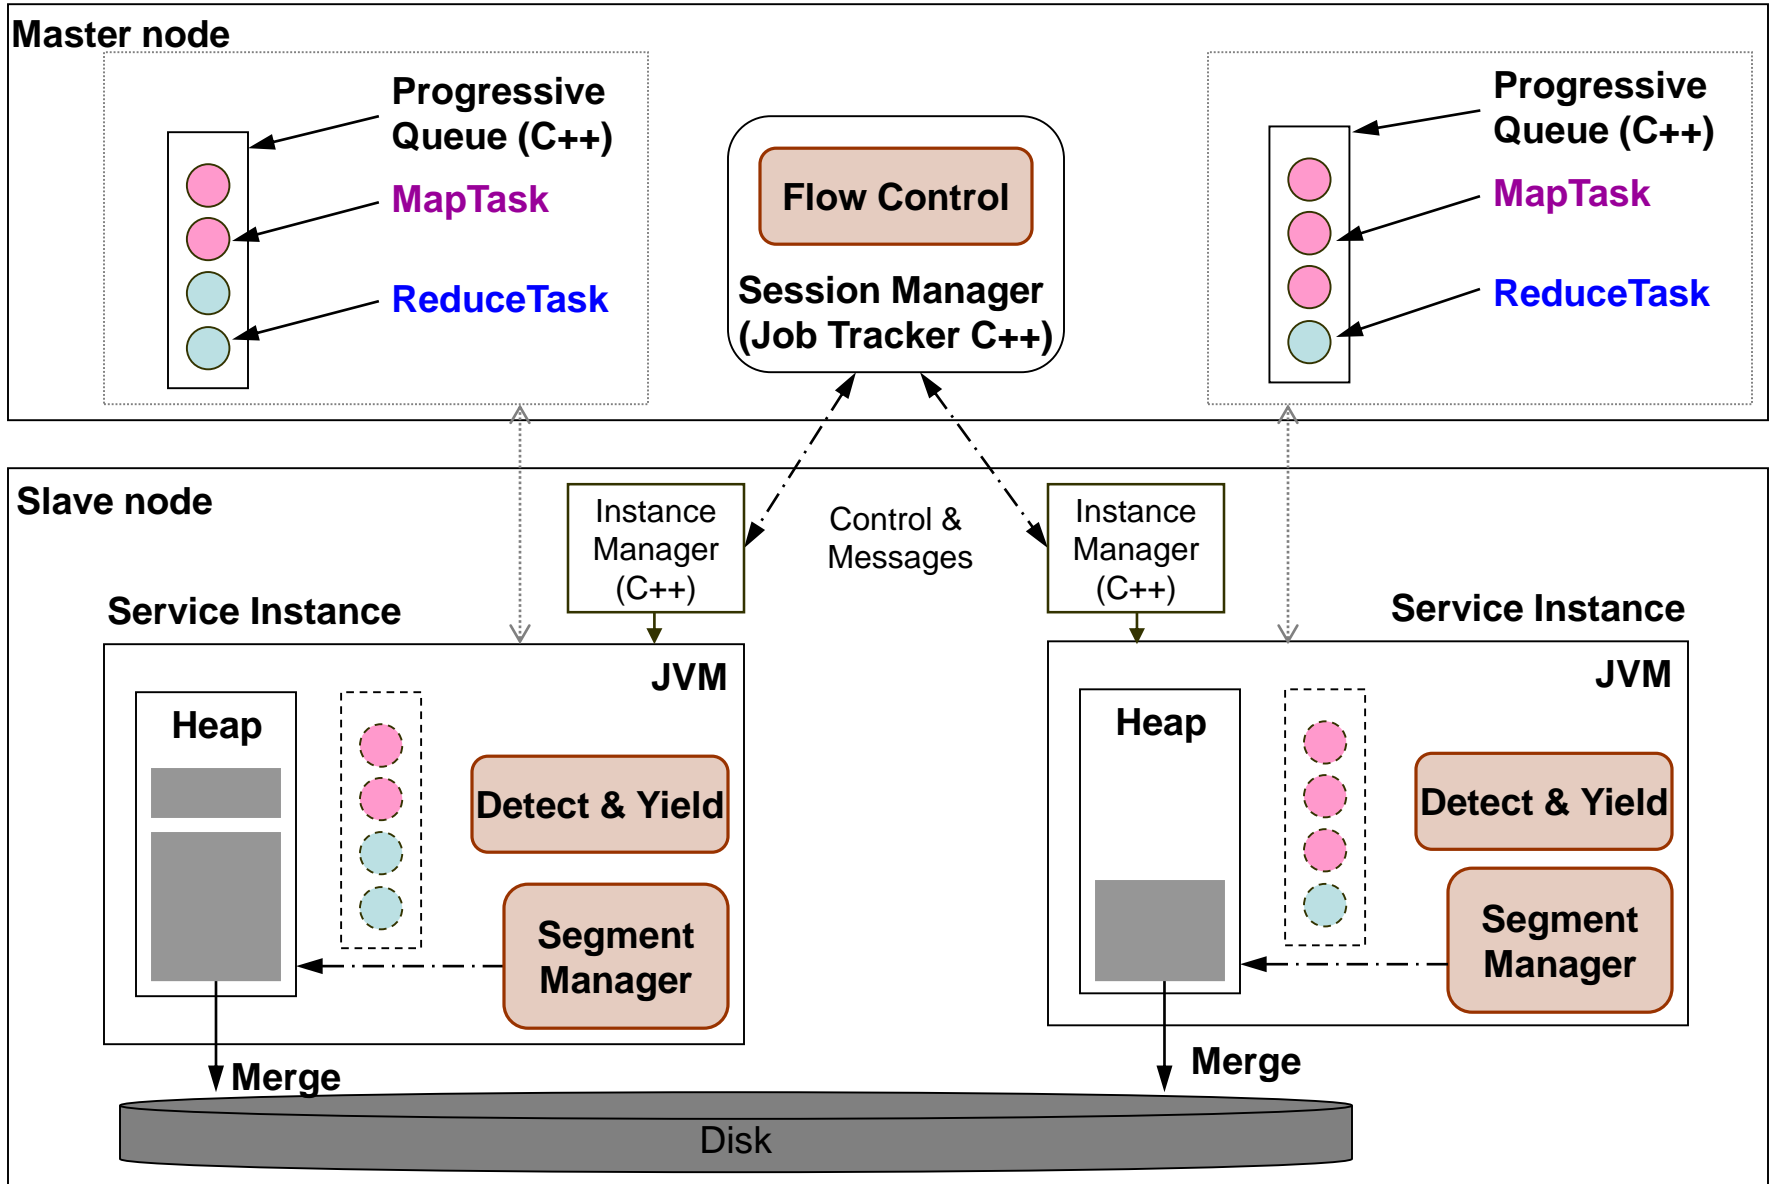 Master node
Progressive
Queue (C++)
MapTask
ReduceTask
Flow Control
Session Manager
(Job Tracker C++)
Progressive
Queue (C++)
MapTask
ReduceTask
Slave node
Instance
Manager
(C++)
Control &
Messages
Instance
Manager
(C++)
Service Instance
Service Instance
JVM
Heap
Detect & Yield
Segment
Manager
Merge
JVM
Heap
Detect & Yield
Segment
Manager
Merge
Disk